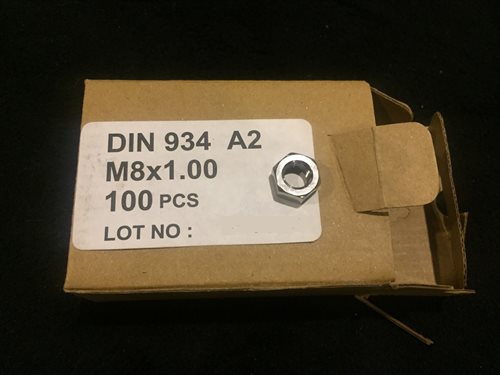 DIN 934 A2
M8x1.00
100 PCS
LOT NO :